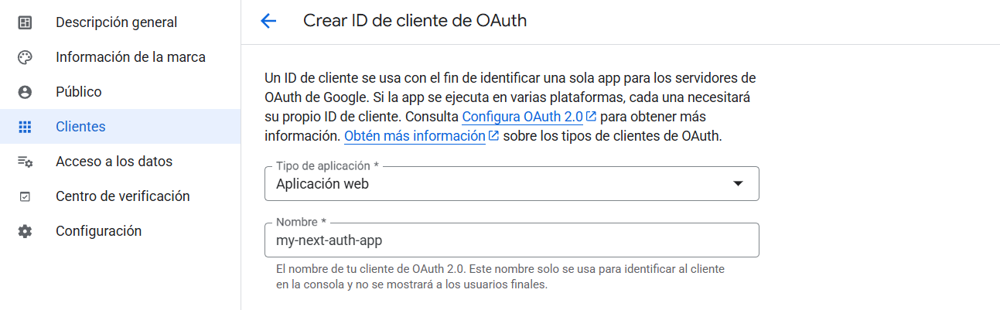 Descripción general
Información de la marca
Público
Clientes
Acceso a los datos
Centro de verificación
Configuración
Crear ID de cliente de OAuth
Un ID de cliente se usa con el fin de identificar una sola app para los servidores de
OAuth de Google. Si la app se ejecuta en varias plataformas, cada una necesitará
su propio ID de cliente. Consulta Configura OAuth 2.0 para obtener más
información. Obtén más información sobre los tipos de clientes de OAuth.
Tipo de aplicación *
Aplicación web
Nombre *
my-next-auth-app
El nombre de tu cliente de OAuth 2.0. Este nombre solo se usa para identificar al cliente
en la consola y no se mostrará a los usuarios finales.